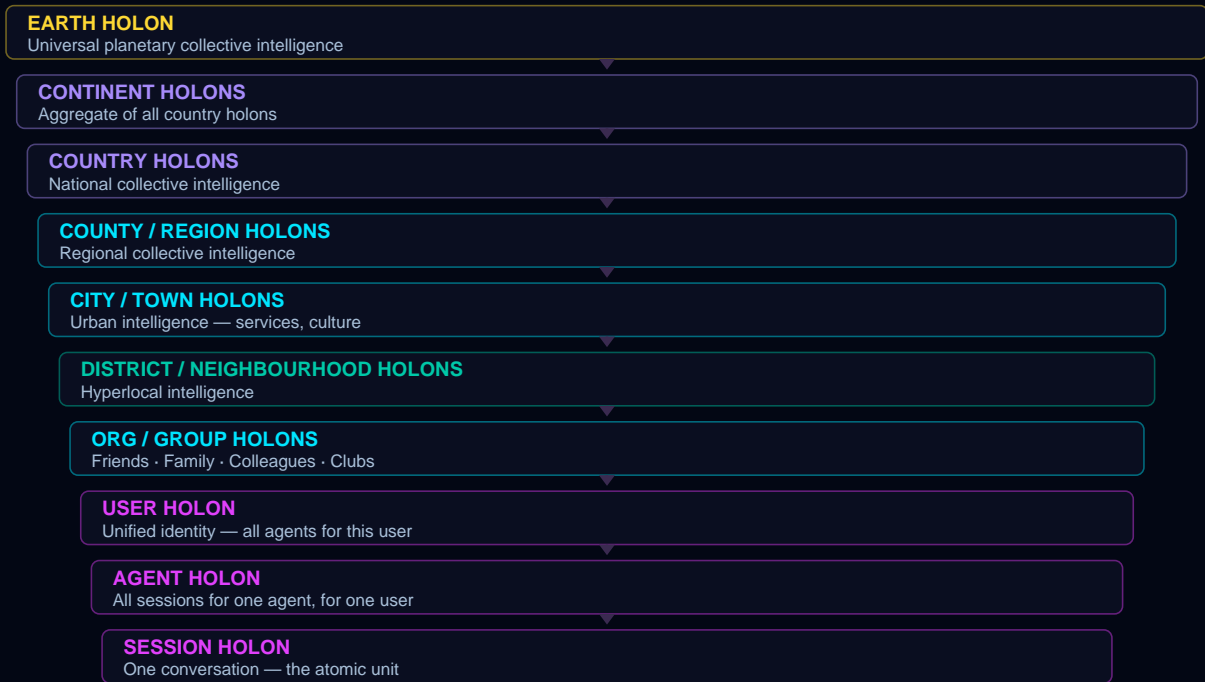 EARTH HOLON
Universal planetary collective intelligence
CONTINENT HOLONS
Aggregate of all country holons
COUNTRY HOLONS
National collective intelligence
COUNTY / REGION HOLONS
Regional collective intelligence
CITY / TOWN HOLONS
Urban intelligence — services, culture
DISTRICT / NEIGHBOURHOOD HOLONS
Hyperlocal intelligence
ORG / GROUP HOLONS
Friends · Family · Colleagues · Clubs
USER HOLON
Unified identity — all agents for this user
AGENT HOLON
All sessions for one agent, for one user
SESSION HOLON
One conversation — the atomic unit